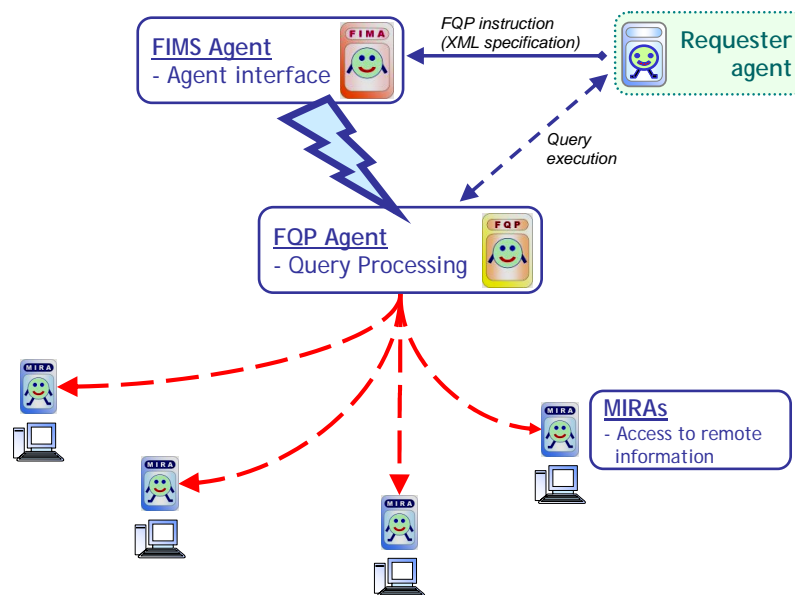 FIMS Agent
- Agent interface
FIMA
FQP instruction
(XML specification)
Requester
agent
Query
execution
FQP Agent
- Query Processing
FQP
MIRA
MIRA
MIRA
MIRA
MIRAs
- Access to remote
information